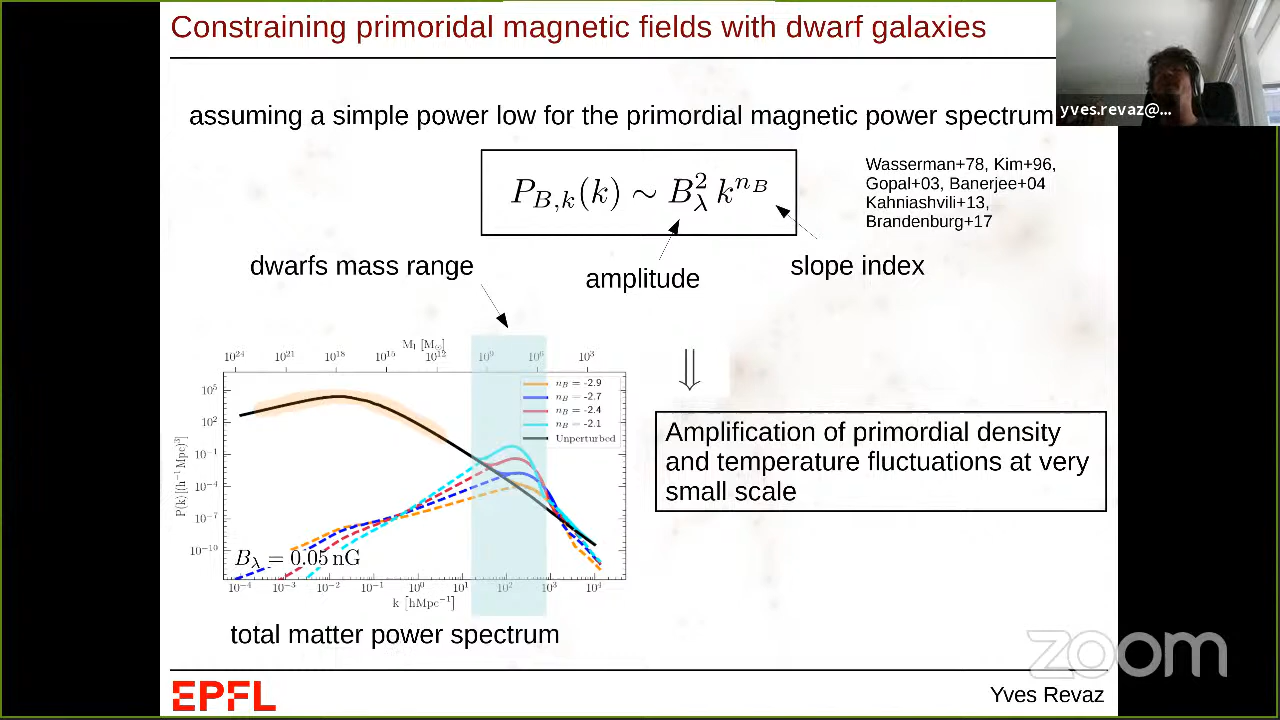 Constraining primoridal magnetic fields with dwarf galaxies
yves.revaz@...
assuming a simple power low for the primordial magnetic power spectrum
P_{B,k}(k) ∼ B_λ^2 k^{n_B}
Wasserman+78, Kim+96,
Gopal+03, Banerjee+04
Kahniashvili+13,
Brandenburg+17
dwarfs mass range
amplitude
slope index
M_l [M_⊙]
10^24 10^21 10^18 10^15 10^12 10^9 10^6 10^3
n_B = -2.9
n_B = -2.7
n_B = -2.4
n_B = -2.1
Unperturbed
P(k)[(h^-1 Mpc)^3]
10^5
10^2
10^-1
10^-4
10^-7
10^-10
B_λ = 0.05 nG
10^-4 10^-3 10^-2 10^-1 10^0 10^1 10^2 10^3
k [hMpc^-1]
total matter power spectrum
⇓
Amplification of primordial density
and temperature fluctuations at very
small scale
zoom
EPFL
Yves Revaz